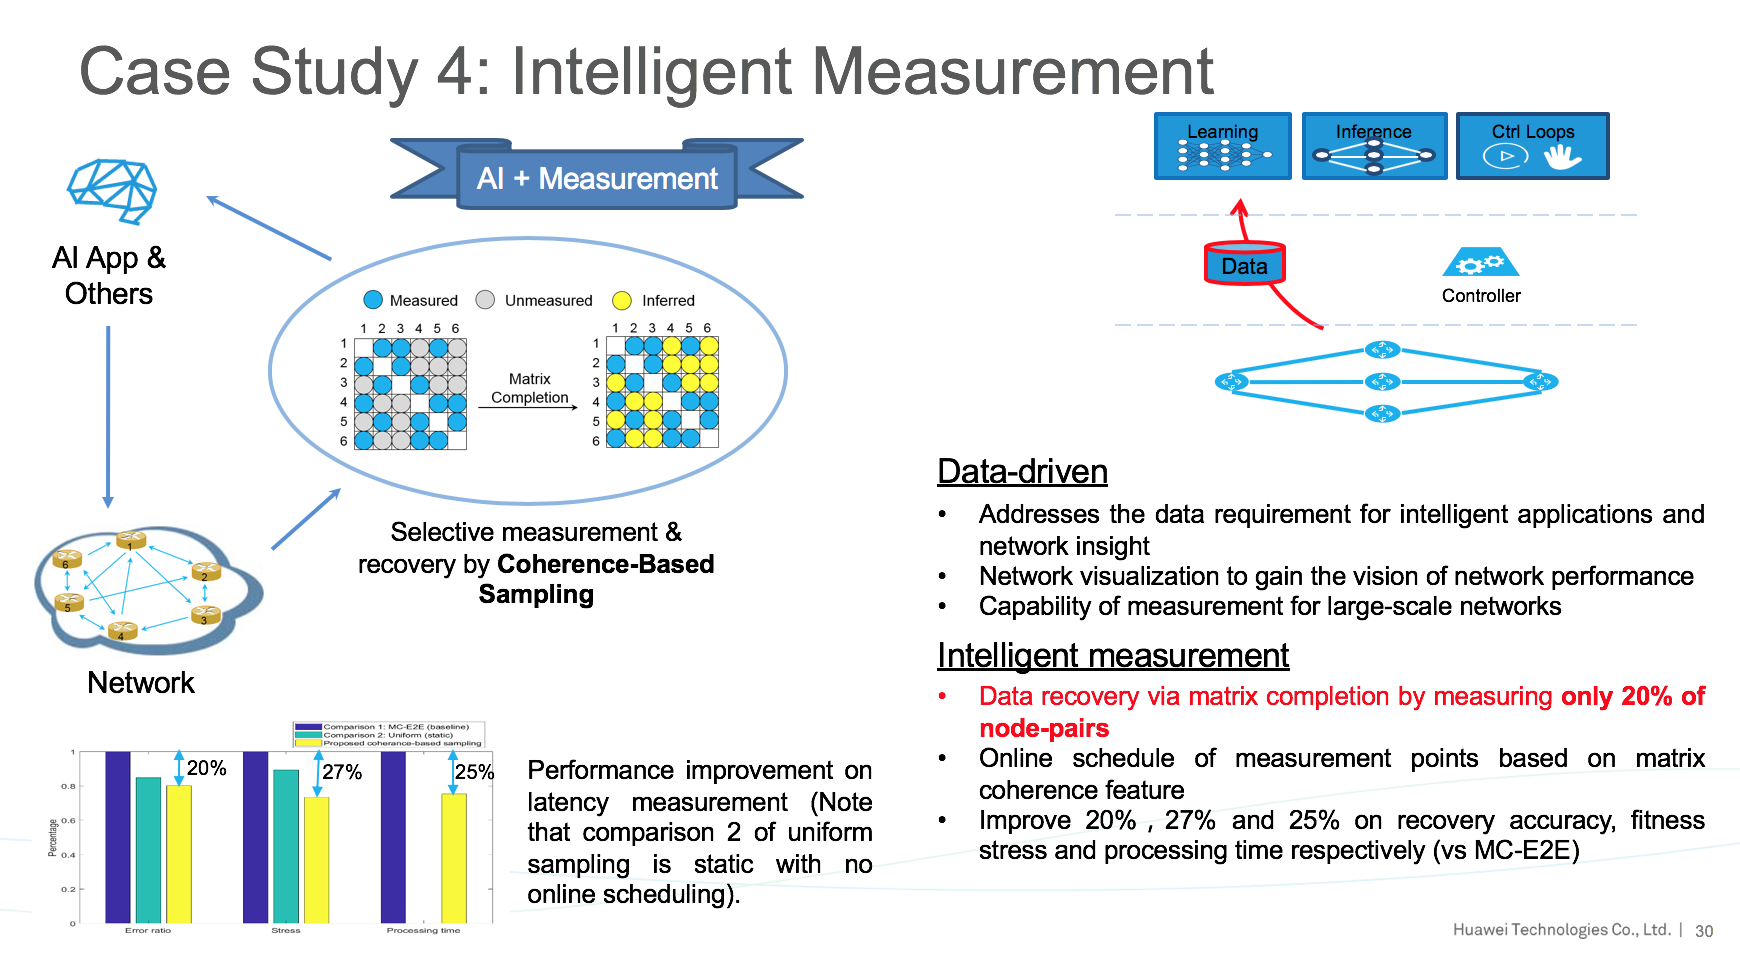 Case Study 4: Intelligent Measurement
AI + Measurement
AI App &
Others
Measured
Unmeasured
Inferred
1 2 3 4 5 6
1
2
3
4
5
6
Matrix
Completion
1 2 3 4 5 6
1
2
3
4
5
6
Selective measurement &
recovery by Coherence-Based
Sampling
1
2
3
4
5
6
Network
Comparison 1: MC-E2E (baseline)
Comparison 2: Uniform (static)
Proposed coherence-based sampling
20%
27%
25%
Percentage
1
0.8
0.6
0.4
0.2
0
Error ratio
Stress
Processing time
Performance improvement on
latency measurement (Note
that comparison 2 of uniform
sampling is static with no
online scheduling).
Learning
Inference
Ctrl Loops
Data
Controller
Data-driven
• Addresses the data requirement for intelligent applications and
network insight
• Network visualization to gain the vision of network performance
• Capability of measurement for large-scale networks
Intelligent measurement
• Data recovery via matrix completion by measuring only 20% of
node-pairs
• Online schedule of measurement points based on matrix
coherence feature
• Improve 20% , 27% and 25% on recovery accuracy, fitness
stress and processing time respectively (vs MC-E2E)
Huawei Technologies Co., Ltd. | 30